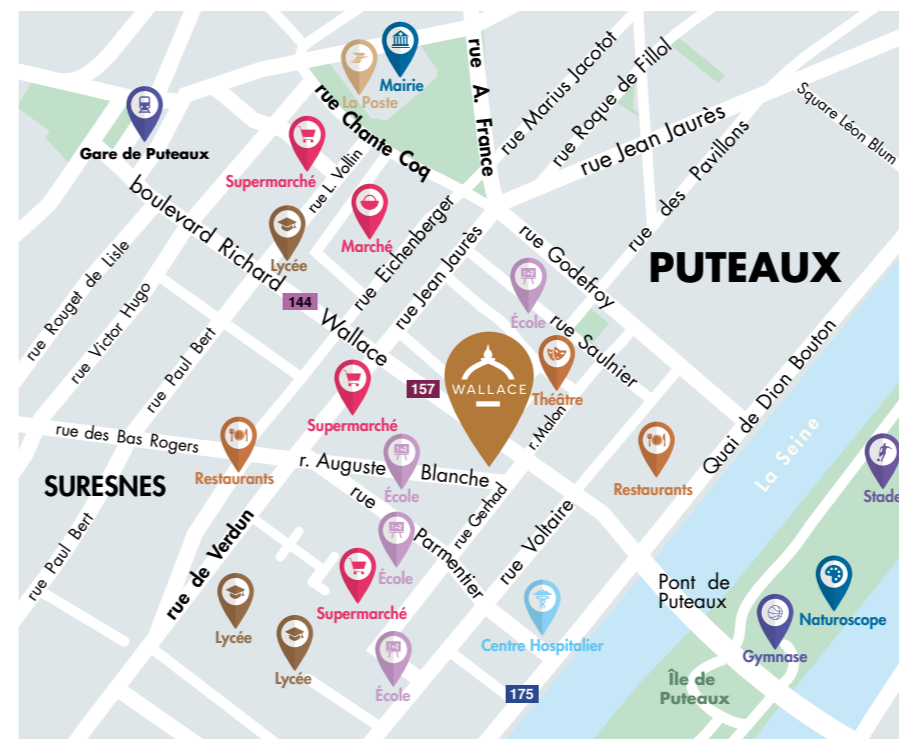 Mairie
La Poste
rue A. France
rue Marius Jacotot
rue Roque de Fillol
Square Léon Blum
Gare de Puteaux
rue Chante Coq
rue Jean Jaurès
Supermarché
rue L. Vollin
rue des Pavillons
boulevard Richard Wallace
Lycée
Marché
rue Eichenberger
rue Jean Jaurès
rue Godefroy
PUTEAUX
rue Rouget de Lisle
144
École
rue Victor Hugo
rue Saulnier
rue Paul Bert
WALLACE
157
Théâtre
Quai de Dion Bouton
Supermarché
r. Malon
La Seine
rue des Bas Rogers
SURESNES
Restaurants
r. Auguste Blanche
École
Restaurants
Stade
rue Parmentier
rue Gerhad
rue Voltaire
rue Paul Bert
rue de Verdun
École
Supermarché
Pont de
Puteaux
Naturoscope
Lycée
Centre Hospitalier
Gymnase
Lycée
École
175
Île de
Puteaux